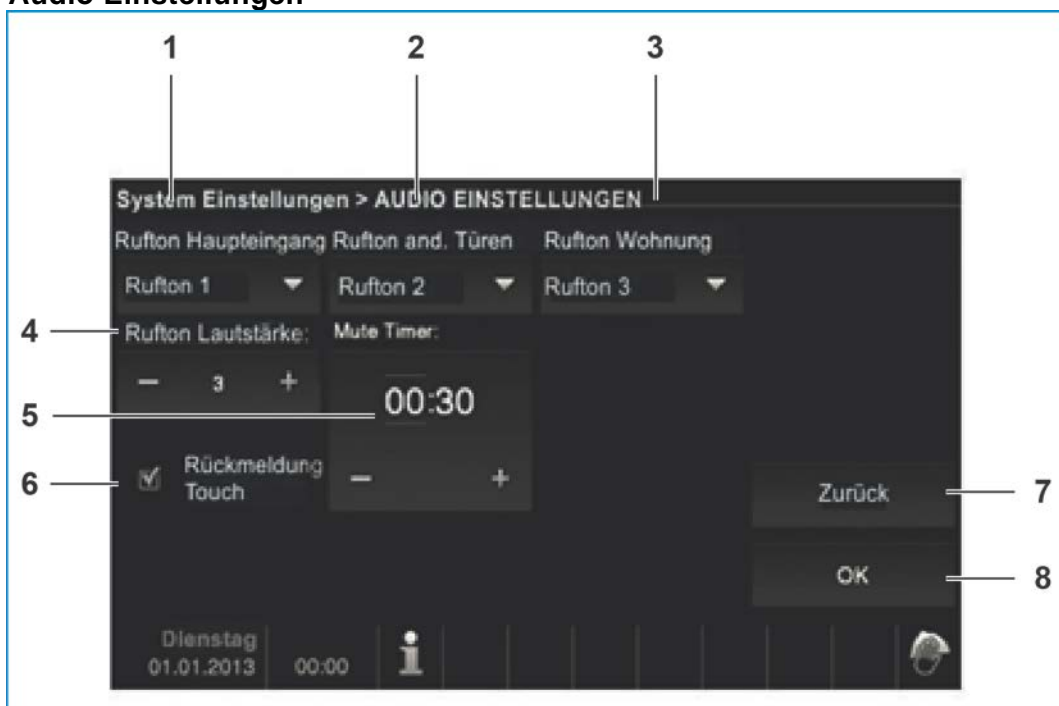 Audio-Einstellungen
1 2 3
System Einstellungen > AUDIO EINSTELLUNGEN
Rufton Haupteingang Rufton and. Türen Rufton Wohnung
Rufton 1 Rufton 2 Rufton 3
4 Rufton Lautstärke: Mute Timer:
− 3 +
5 00:30
6 Rückmeldung
Touch
− +
Zurück 7
OK 8
Dienstag
01.01.2013 00:00 i